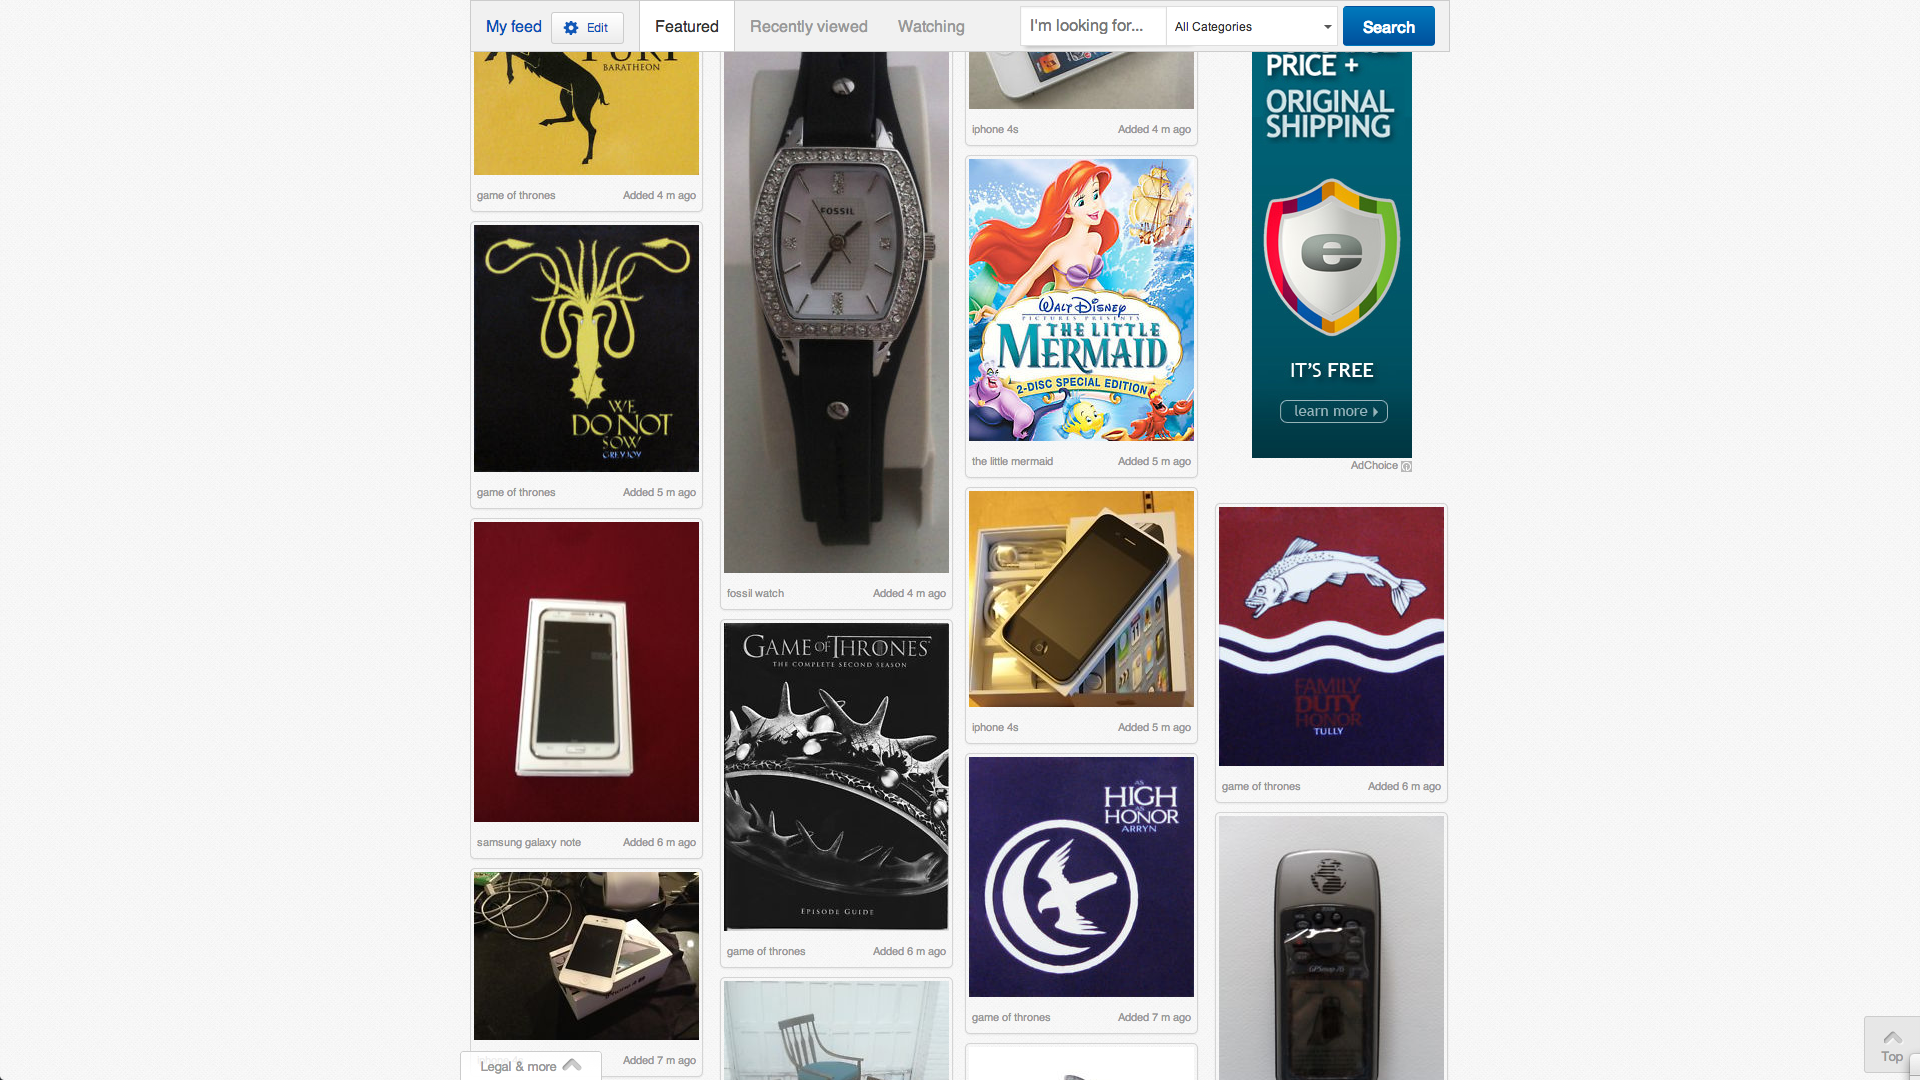 My feed
Edit
Featured
Recently viewed
Watching
I'm looking for...
All Categories
Search
BARATHEON
game of thrones
Added 4 m ago
WE
DO NOT
SOW
GREYJOY
game of thrones
Added 5 m ago
samsung galaxy note
Added 6 m ago
Added 7 m ago
Legal & more
FOSSIL
fossil watch
Added 4 m ago
GAME OF THRONES
THE COMPLETE SECOND SEASON
EPISODE GUIDE
game of thrones
Added 6 m ago
iphone 4s
Added 4 m ago
WALT DISNEY
PICTURES PRESENTS
THE LITTLE
MERMAID
2-DISC SPECIAL EDITION
the little mermaid
Added 5 m ago
iphone 4s
Added 5 m ago
AS
HIGH
AS
HONOR
ARRYN
game of thrones
Added 7 m ago
PRICE +
ORIGINAL
SHIPPING
e
IT'S FREE
learn more
AdChoice
FAMILY
DUTY
HONOR
TULLY
game of thrones
Added 6 m ago
GPSmap 76
Top